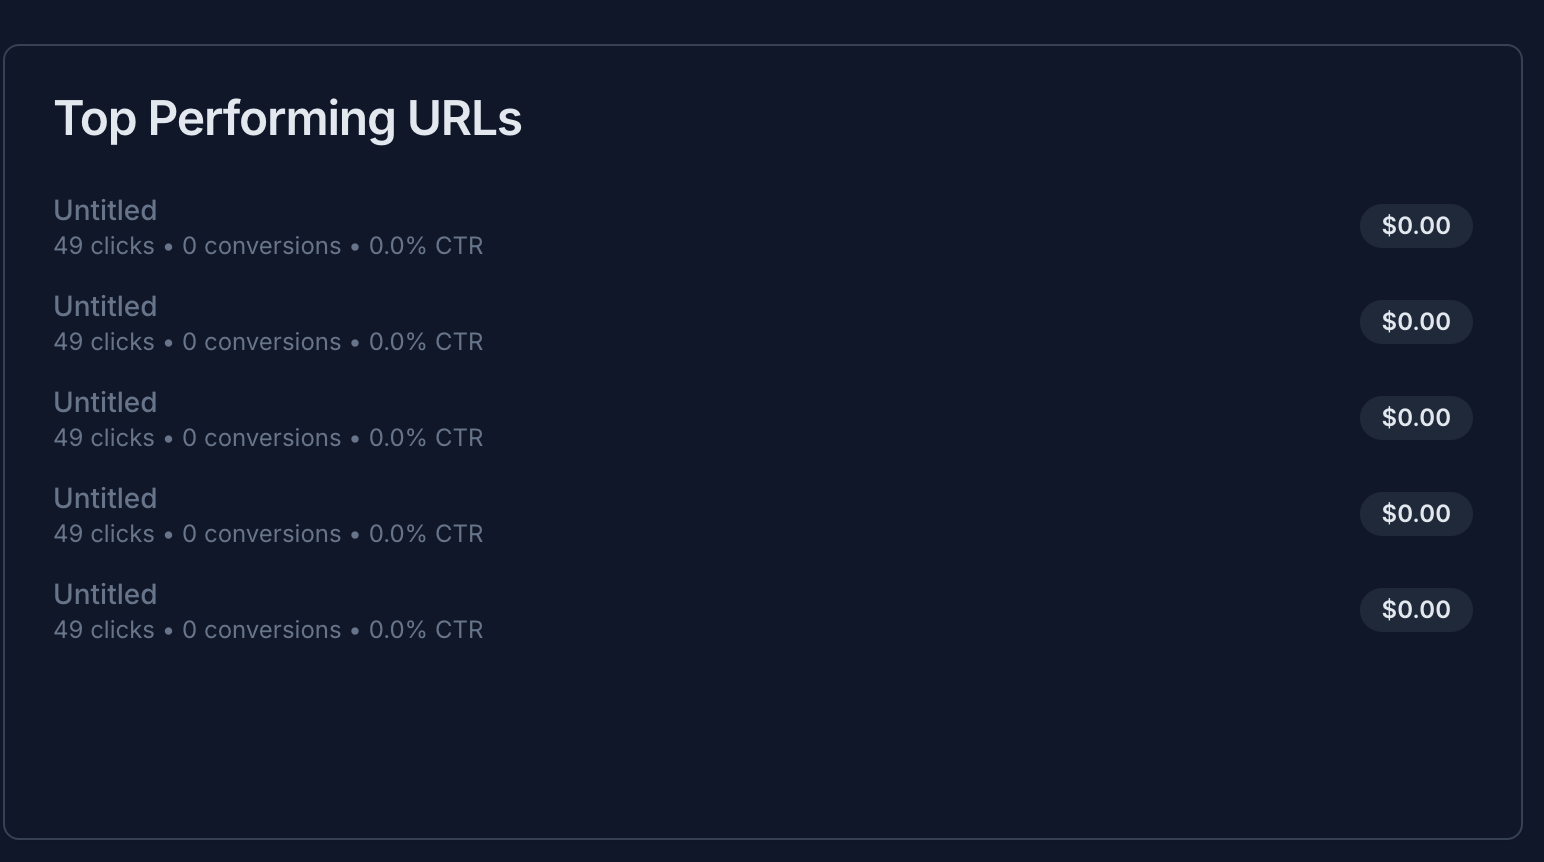 Top Performing URLs
Untitled
49 clicks • 0 conversions • 0.0% CTR
$0.00
Untitled
49 clicks • 0 conversions • 0.0% CTR
$0.00
Untitled
49 clicks • 0 conversions • 0.0% CTR
$0.00
Untitled
49 clicks • 0 conversions • 0.0% CTR
$0.00
Untitled
49 clicks • 0 conversions • 0.0% CTR
$0.00